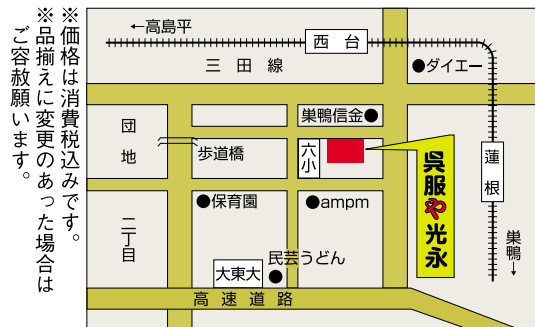 ※価格は消費税込みです。
※品揃えに変更のあった場合は
ご容赦願います。
←高島平
西台
三田線
●ダイエー
巣鴨信金●
団地
歩道橋
六小
蓮根
呉服や光永
●保育園
●ampm
二丁目
巣鴨→
民芸うどん
大東大
高速道路